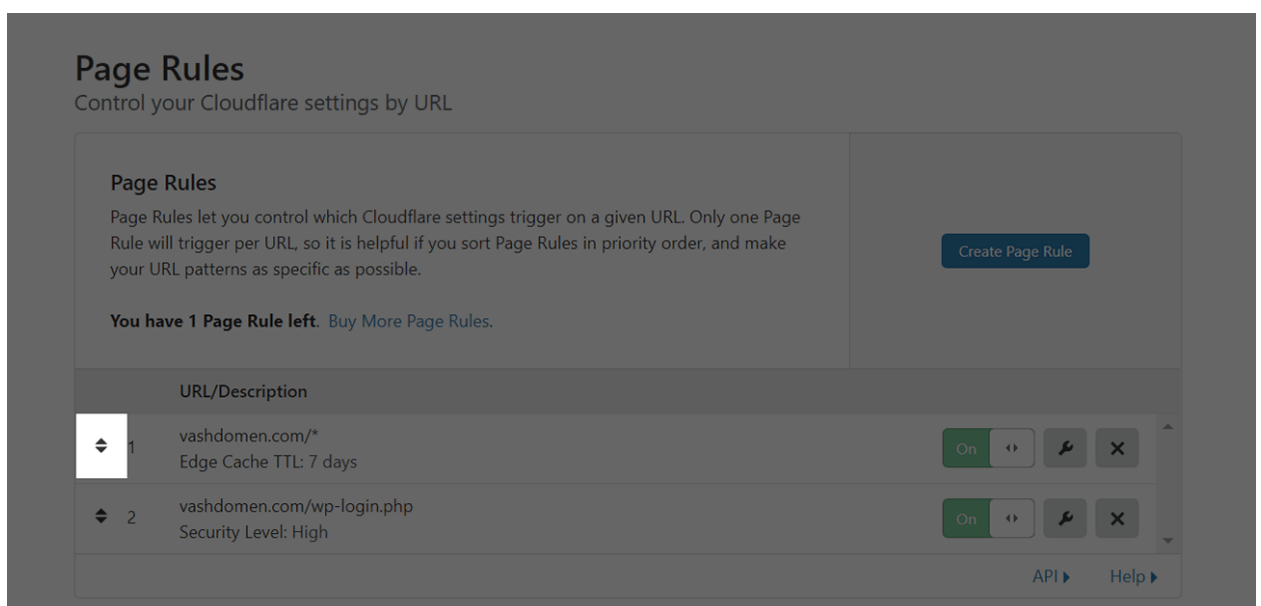 Page Rules
Control your Cloudflare settings by URL
Page Rules
Page Rules let you control which Cloudflare settings trigger on a given URL. Only one Page
Rule will trigger per URL, so it is helpful if you sort Page Rules in priority order, and make
your URL patterns as specific as possible.
You have 1 Page Rule left. Buy More Page Rules.
Create Page Rule
URL/Description
1
vashdomen.com/*
Edge Cache TTL: 7 days
On
2
vashdomen.com/wp-login.php
Security Level: High
On
API
Help